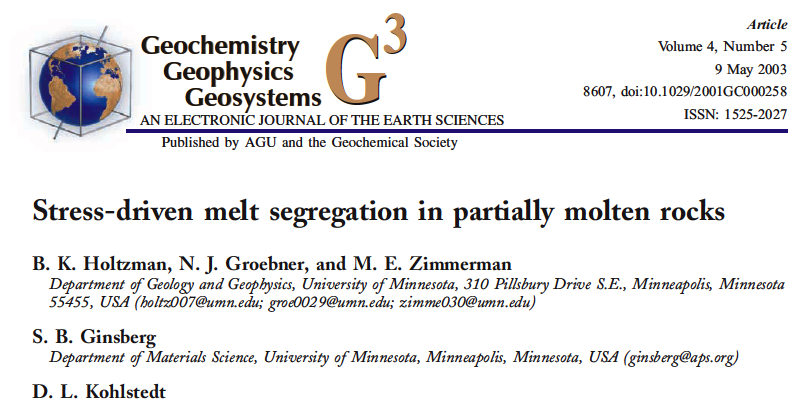 Geochemistry
Geophysics
Geosystems
G3
AN ELECTRONIC JOURNAL OF THE EARTH SCIENCES
Published by AGU and the Geochemical Society
Article
Volume 4, Number 5
9 May 2003
8607, doi:10.1029/2001GC000258
ISSN: 1525-2027
Stress-driven melt segregation in partially molten rocks
B. K. Holtzman, N. J. Groebner, and M. E. Zimmerman
Department of Geology and Geophysics, University of Minnesota, 310 Pillsbury Drive S.E., Minneapolis, Minnesota
55455, USA (holtz007@umn.edu; groe0029@umn.edu; zimme030@umn.edu)
S. B. Ginsberg
Department of Materials Science, University of Minnesota, Minneapolis, Minnesota, USA (ginsberg@aps.org)
D. L. Kohlstedt